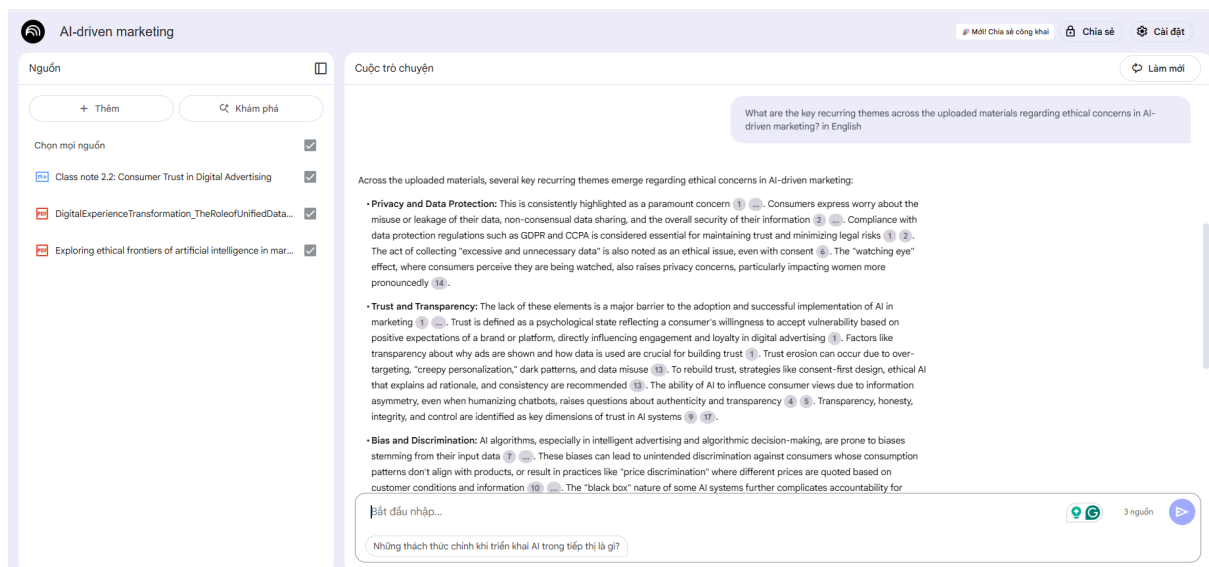 AI-driven marketing
🎉 Mới! Chia sẻ công khai
Chia sẻ
Cài đặt
Nguồn
Cuộc trò chuyện
Làm mới
+ Thêm
Khám phá
Chọn mọi nguồn
Class note 2.2: Consumer Trust in Digital Advertising
PDF DigitalExperienceTransformation_TheRoleofUnifiedData...
PDF Exploring ethical frontiers of artificial intelligence in mar...
What are the key recurring themes across the uploaded materials regarding ethical concerns in AI-
driven marketing? in English
Across the uploaded materials, several key recurring themes emerge regarding ethical concerns in AI-driven marketing:
• Privacy and Data Protection: This is consistently highlighted as a paramount concern 1 ... . Consumers express worry about the
misuse or leakage of their data, non-consensual data sharing, and the overall security of their information 2 ... . Compliance with
data protection regulations such as GDPR and CCPA is considered essential for maintaining trust and minimizing legal risks 1 2 .
The act of collecting "excessive and unnecessary data" is also noted as an ethical issue, even with consent 6 . The "watching eye"
effect, where consumers perceive they are being watched, also raises privacy concerns, particularly impacting women more
pronouncedly 14 .
• Trust and Transparency: The lack of these elements is a major barrier to the adoption and successful implementation of AI in
marketing 1 ... . Trust is defined as a psychological state reflecting a consumer's willingness to accept vulnerability based on
positive expectations of a brand or platform, directly influencing engagement and loyalty in digital advertising 1 . Factors like
transparency about why ads are shown and how data is used are crucial for building trust 1 . Trust erosion can occur due to over-
targeting, "creepy personalization," dark patterns, and data misuse 13 . To rebuild trust, strategies like consent-first design, ethical AI
that explains ad rationale, and consistency are recommended 13 . The ability of AI to influence consumer views due to information
asymmetry, even when humanizing chatbots, raises questions about authenticity and transparency 4 5 . Transparency, honesty,
integrity, and control are identified as key dimensions of trust in AI systems 9 17 .
• Bias and Discrimination: AI algorithms, especially in intelligent advertising and algorithmic decision-making, are prone to biases
stemming from their input data 7 ... . These biases can lead to unintended discrimination against consumers whose consumption
patterns don't align with products, or result in practices like "price discrimination" where different prices are quoted based on
customer conditions and information 10 ... . The "black box" nature of some AI systems further complicates accountability for
Bắt đầu nhập...
3 nguồn
Những thách thức chính khi triển khai AI trong tiếp thị là gì?